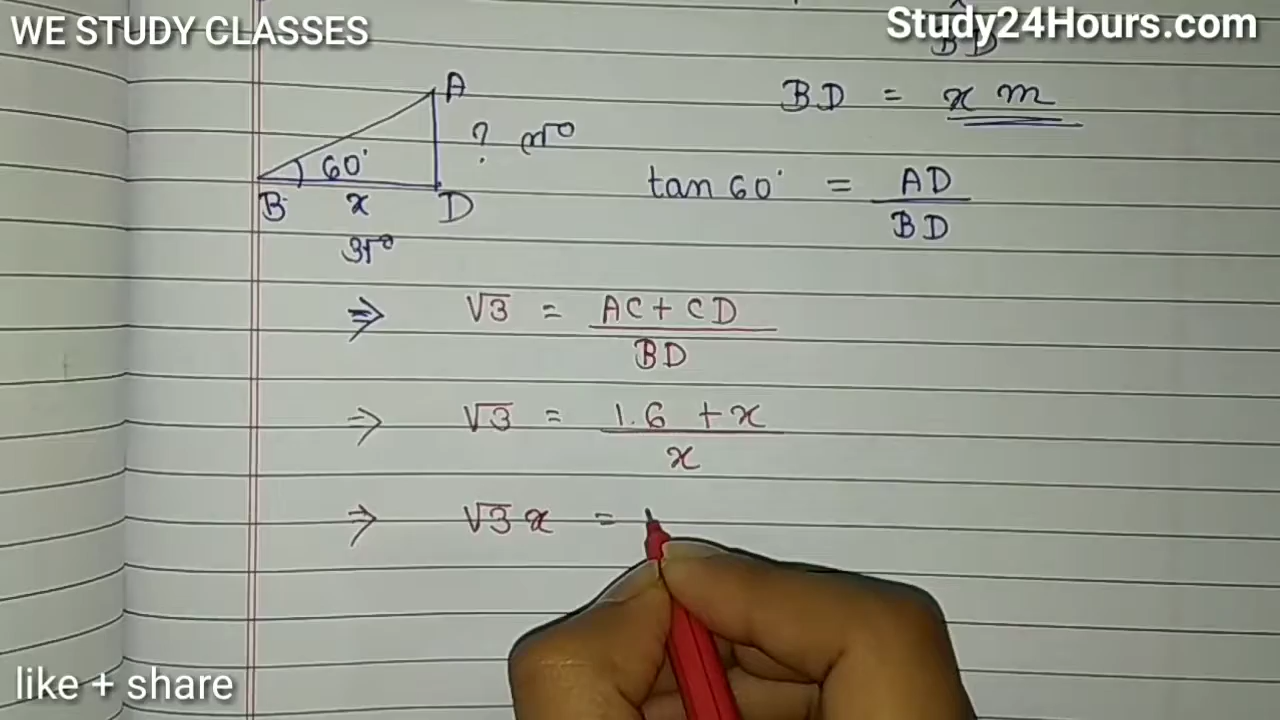 WE STUDY CLASSES
Study24Hours.com
BD
BD = x m
A
60°
?
B x D
tan 60° = AD
BD
⇒ √3 = AC + CD
BD
⇒ √3 = 1.6 + x
x
⇒ √3 x =
like + share